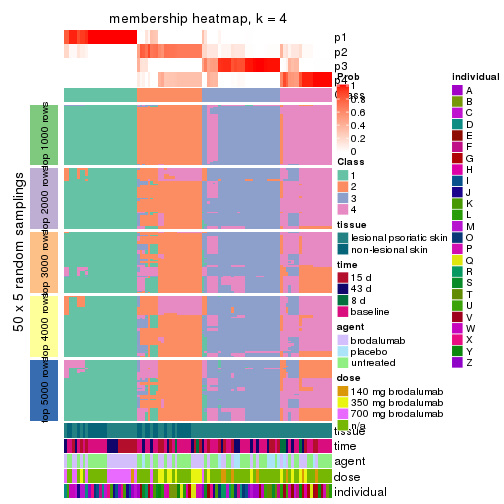 membership heatmap, k = 4
p1
p2
p3
p4
Class
50 x 5 random samplings
top 1000 rows
top 2000 rows
top 3000 rows
top 4000 rows
top 5000 rows
tissue
time
agent
dose
individual
Prob
1
0.8
0.6
0.4
0.2
0
Class
1
2
3
4
tissue
lesional psoriatic skin
non-lesional skin
time
15 d
43 d
8 d
baseline
agent
brodalumab
placebo
untreated
dose
140 mg brodalumab
350 mg brodalumab
700 mg brodalumab
n/a
individual
A
B
C
D
E
F
G
H
I
J
K
L
M
O
P
Q
R
S
T
U
V
W
X
Y
Z